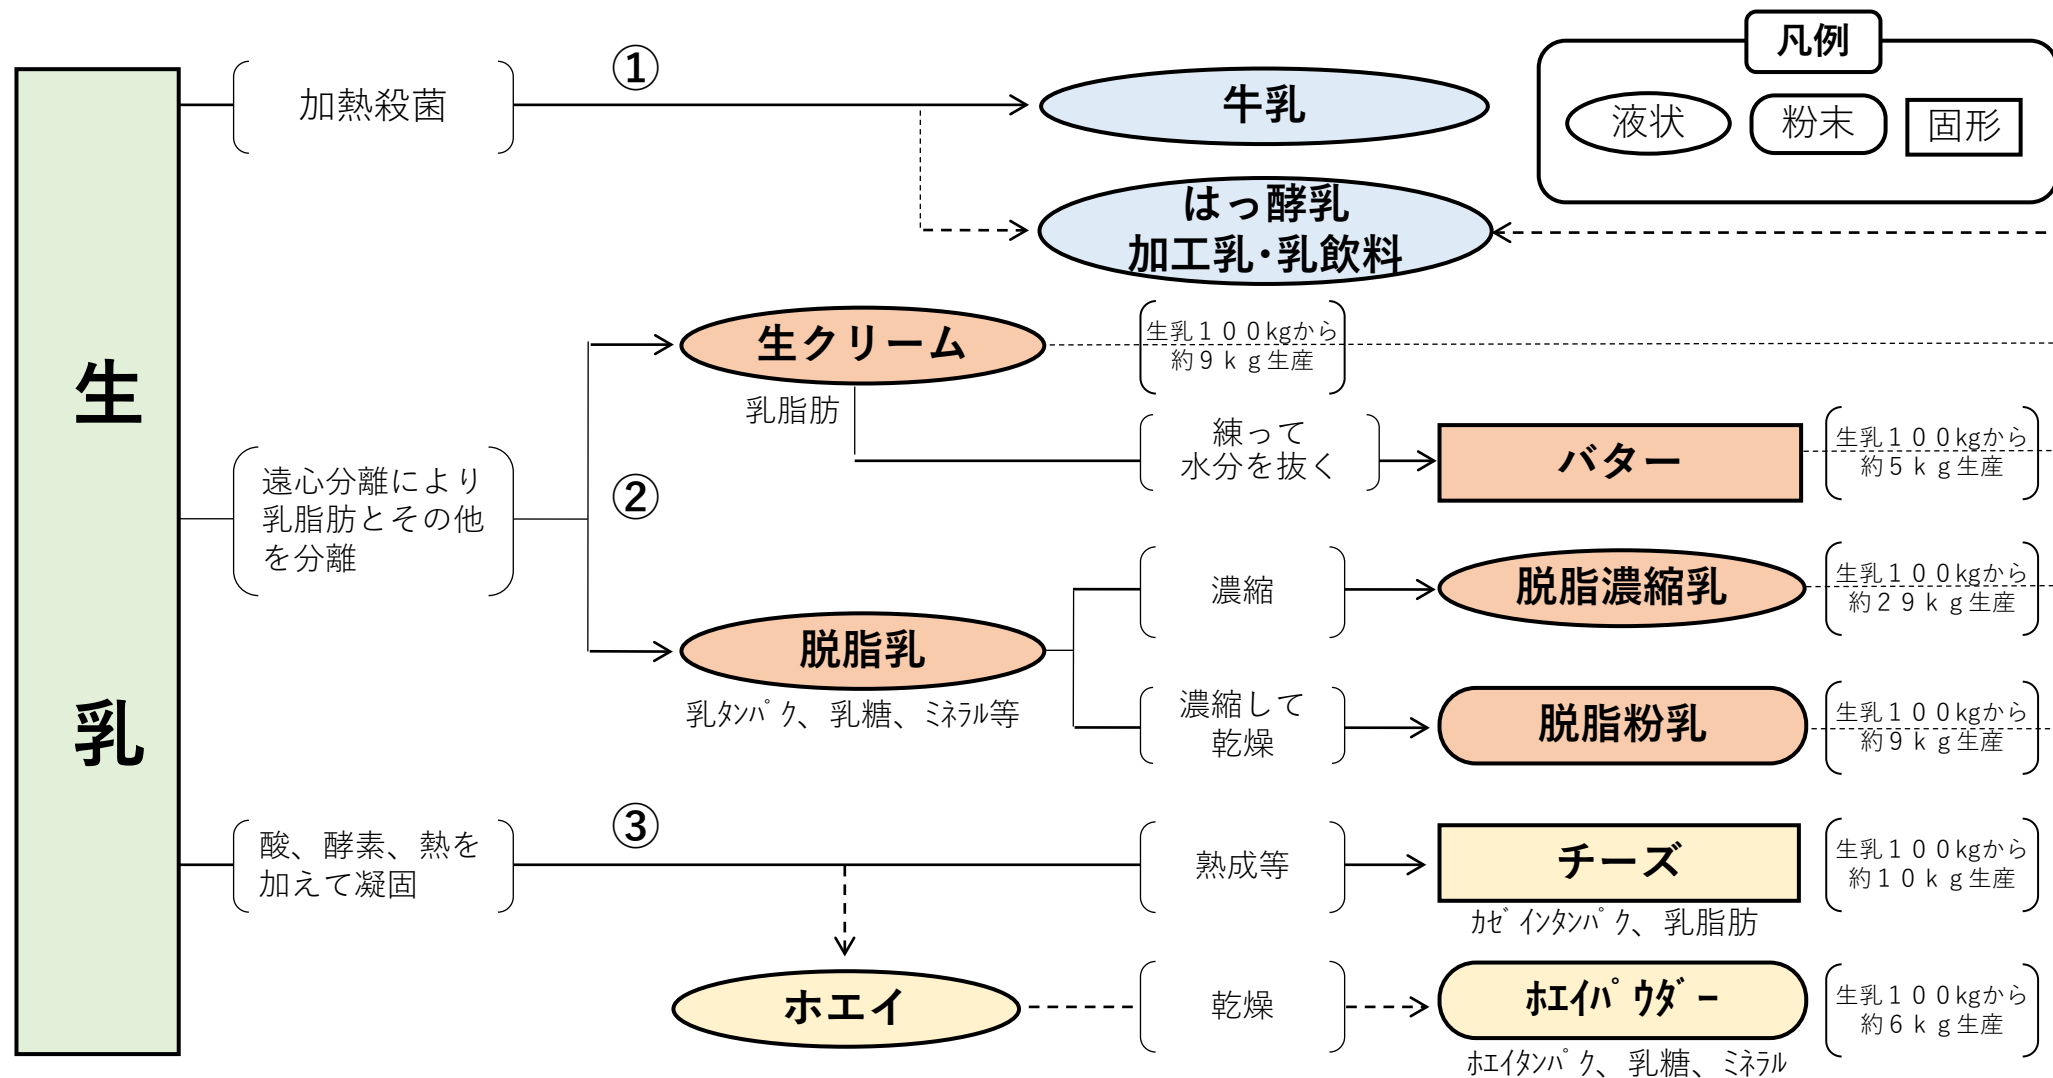 凡例
液状
粉末
固形
生
乳
加熱殺菌
①
牛乳
はっ酵乳
加工乳・乳飲料
遠心分離により
乳脂肪とその他
を分離
②
生クリーム
乳脂肪
生乳１００kgから
約９ｋｇ生産
練って
水分を抜く
バター
生乳１００kgから
約５ｋｇ生産
脱脂乳
乳ﾀﾝﾊﾟｸ、乳糖、ﾐﾈﾗﾙ等
濃縮
脱脂濃縮乳
生乳１００kgから
約２９ｋｇ生産
濃縮して
乾燥
脱脂粉乳
生乳１００kgから
約９ｋｇ生産
酸、酵素、熱を
加えて凝固
③
熟成等
チーズ
ｶｾﾞｲﾝﾀﾝﾊﾟｸ、乳脂肪
生乳１００kgから
約１０ｋｇ生産
ホエイ
乾燥
ﾎｴｲﾊﾟｳﾀﾞｰ
ﾎｴｲﾀﾝﾊﾟｸ、乳糖、ﾐﾈﾗﾙ
生乳１００kgから
約６ｋｇ生産